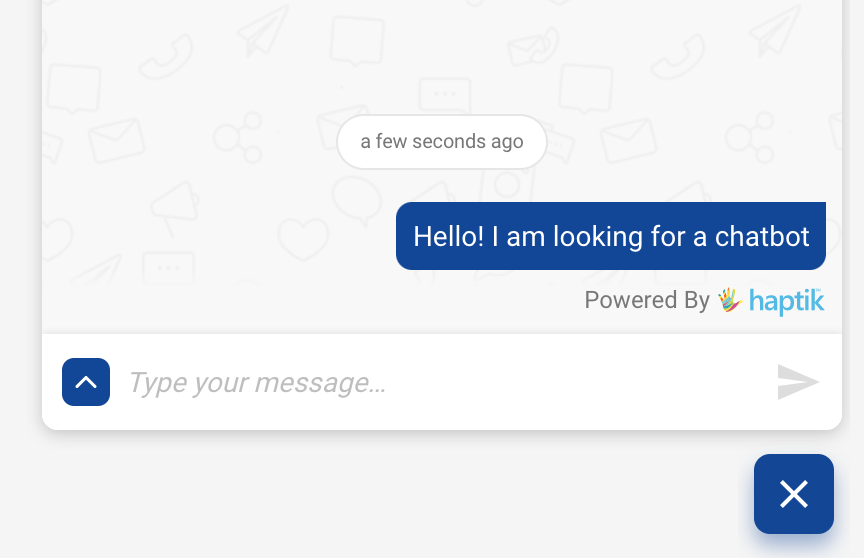 a few seconds ago
Hello! I am looking for a chatbot
Powered By haptik
Type your message...